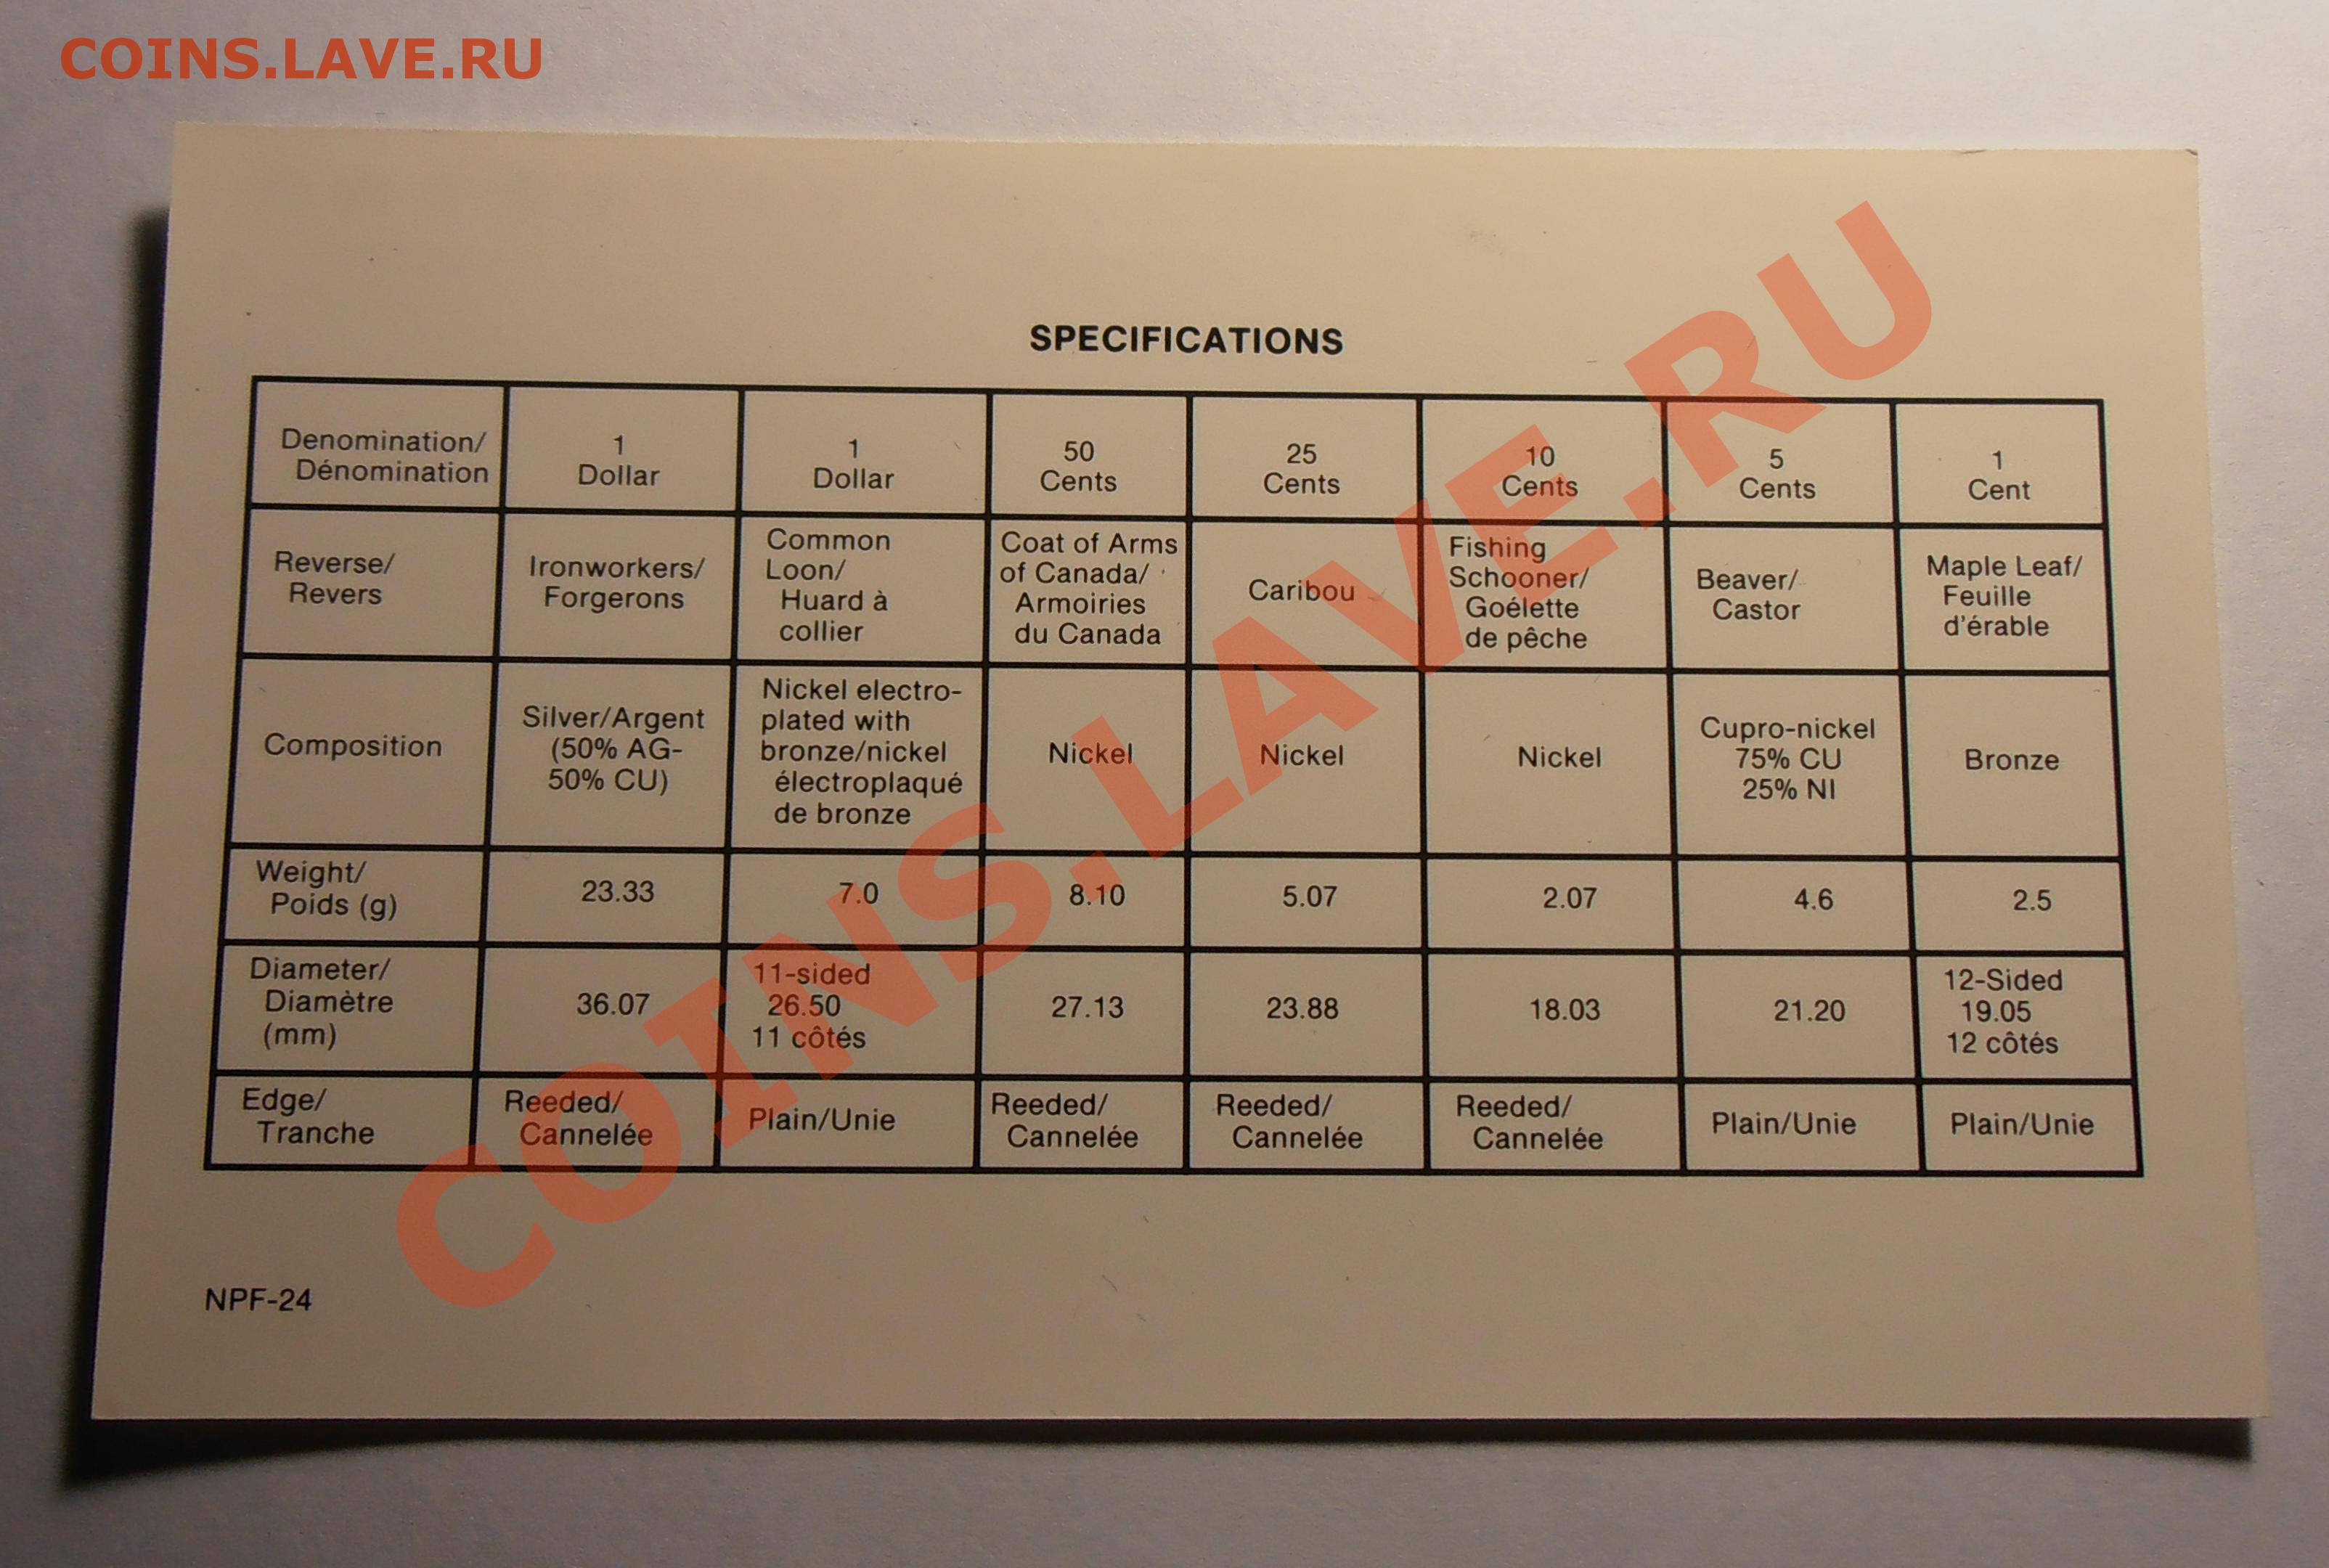 COINS.LAVE.RU
SPECIFICATIONS
Denomination/
Dénomination
1
Dollar
1
Dollar
50
Cents
25
Cents
10
Cents
5
Cents
1
Cent
Reverse/
Revers
Ironworkers/
Forgerons
Common
Loon/
Huard à
collier
Coat of Arms
of Canada/
Armoiries
du Canada
Caribou
Fishing
Schooner/
Goélette
de pêche
Beaver/
Castor
Maple Leaf/
Feuille
d'érable
Composition
Silver/Argent
(50% AG-
50% CU)
Nickel electro-
plated with
bronze/nickel
électroplaqué
de bronze
Nickel
Nickel
Nickel
Cupro-nickel
75% CU
25% NI
Bronze
Weight/
Poids (g)
23.33
7.0
8.10
5.07
2.07
4.6
2.5
Diameter/
Diamètre
(mm)
36.07
11-sided
26.50
11 côtés
27.13
23.88
18.03
21.20
12-Sided
19.05
12 côtés
Edge/
Tranche
Reeded/
Cannelée
Plain/Unie
Reeded/
Cannelée
Reeded/
Cannelée
Reeded/
Cannelée
Plain/Unie
Plain/Unie
NPF-24
COINS.LAVE.RU